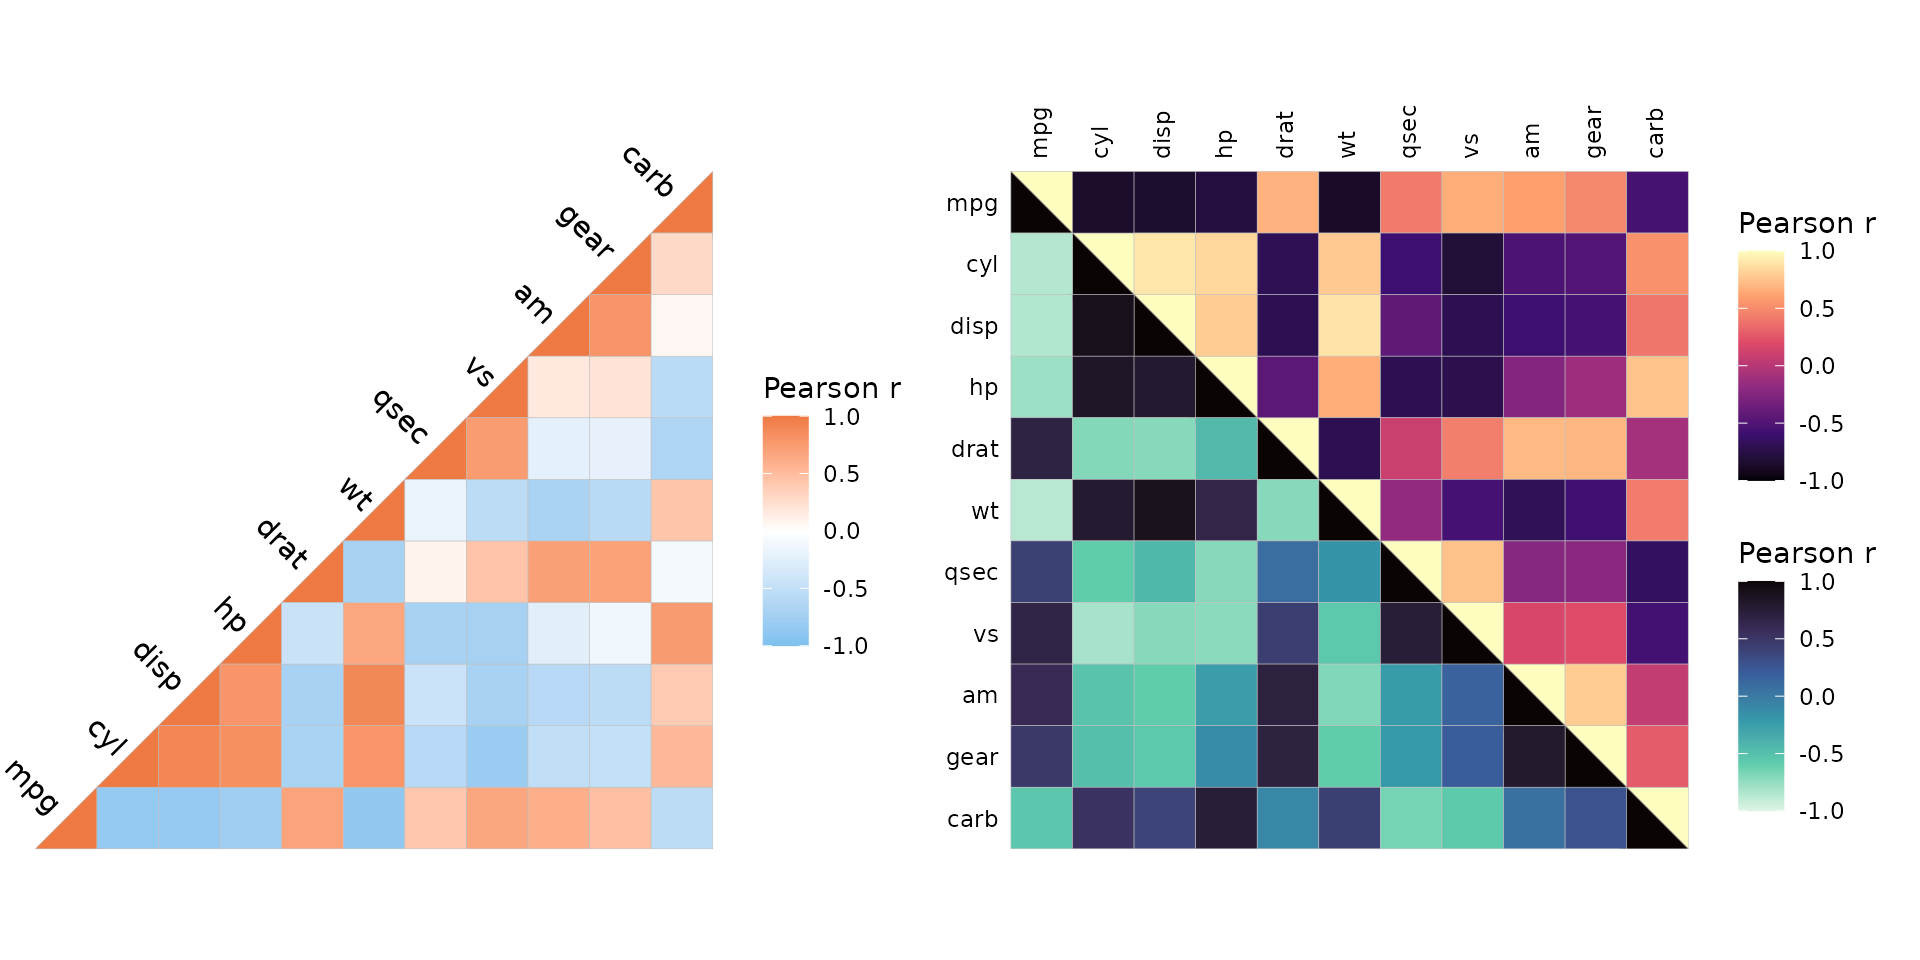 carb
gear
am
vs
qsec
wt
drat
hp
disp
cyl
mpg
Pearson r
1.0
0.5
0.0
-0.5
-1.0
mpg cyl disp hp drat wt qsec vs am gear carb
mpg
cyl
disp
hp
drat
wt
qsec
vs
am
gear
carb
Pearson r
1.0
0.5
0.0
-0.5
-1.0
Pearson r
1.0
0.5
0.0
-0.5
-1.0